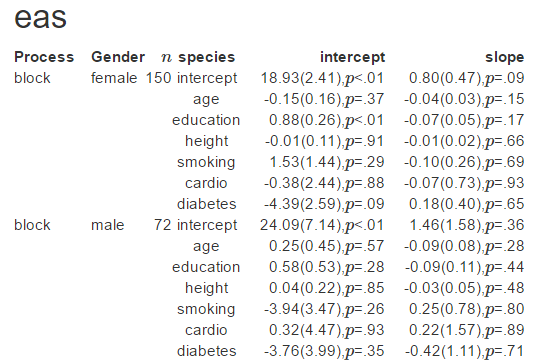 eas
Process Gender n species intercept slope
block female 150 intercept 18.93(2.41),p<.01 0.80(0.47),p=.09
age -0.15(0.16),p=.37 -0.04(0.03),p=.15
education 0.88(0.26),p<.01 -0.07(0.05),p=.17
height -0.01(0.11),p=.91 -0.01(0.02),p=.66
smoking 1.53(1.44),p=.29 -0.10(0.26),p=.69
cardio -0.38(2.44),p=.88 -0.07(0.73),p=.93
diabetes -4.39(2.59),p=.09 0.18(0.40),p=.65
block male 72 intercept 24.09(7.14),p<.01 1.46(1.58),p=.36
age 0.25(0.45),p=.57 -0.09(0.08),p=.28
education 0.58(0.53),p=.28 -0.09(0.11),p=.44
height 0.04(0.22),p=.85 -0.03(0.05),p=.48
smoking -3.94(3.47),p=.26 0.25(0.78),p=.80
cardio 0.32(4.47),p=.93 0.22(1.57),p=.89
diabetes -3.76(3.99),p=.35 -0.42(1.11),p=.71